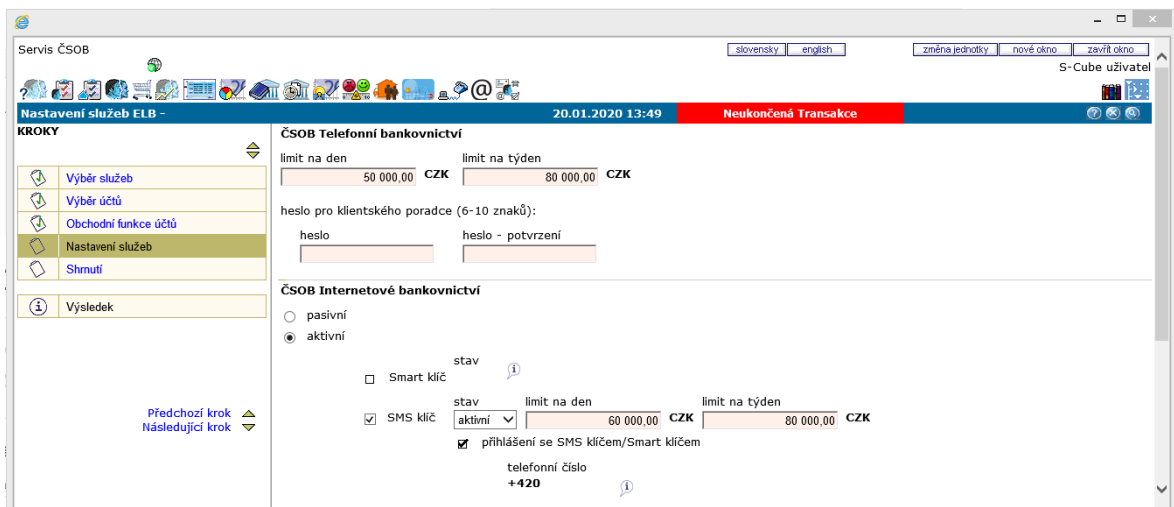 Servis ČSOB
slovensky english změna jednotky nové okno zavřít okno
S-Cube uživatel
Nastavení služeb ELB - 20.01.2020 13:49 Neukončená Transakce
KROKY
Výběr služeb
Výběr účtů
Obchodní funkce účtů
Nastavení služeb
Shrnutí
Výsledek
Předchozí krok
Následující krok
ČSOB Telefonní bankovnictví
limit na den limit na týden
50 000,00 CZK 80 000,00 CZK
heslo pro klientského poradce (6-10 znaků):
heslo heslo - potvrzení
ČSOB Internetové bankovnictví
pasivní
aktivní
stav
Smart klíč
stav limit na den limit na týden
SMS klíč aktivní 60 000,00 CZK 80 000,00 CZK
přihlášení se SMS klíčem/Smart klíčem
telefonní číslo
+420